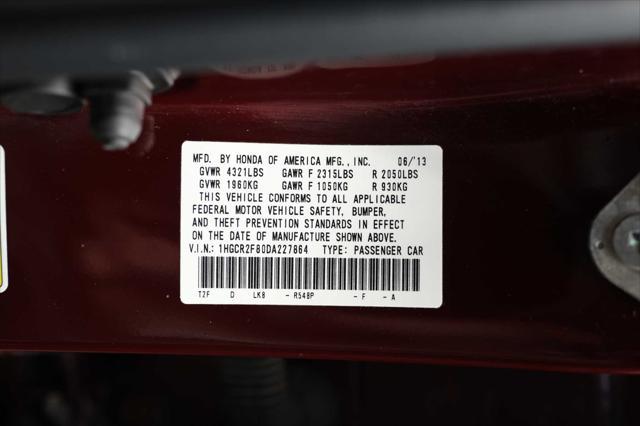 MFD. BY HONDA OF AMERICA MFG., INC. 06/'13
GVWR 4321LBS GAWR F 2315LBS R 2050LBS
GVWR 1960KG GAWR F 1050KG R 930KG
THIS VEHICLE CONFORMS TO ALL APPLICABLE
FEDERAL MOTOR VEHICLE SAFETY, BUMPER,
AND THEFT PREVENTION STANDARDS IN EFFECT
ON THE DATE OF MANUFACTURE SHOWN ABOVE.
V.I.N.: 1HGCR2F80DA227864 TYPE: PASSENGER CAR
T2F D LK8 - R548P - F - A